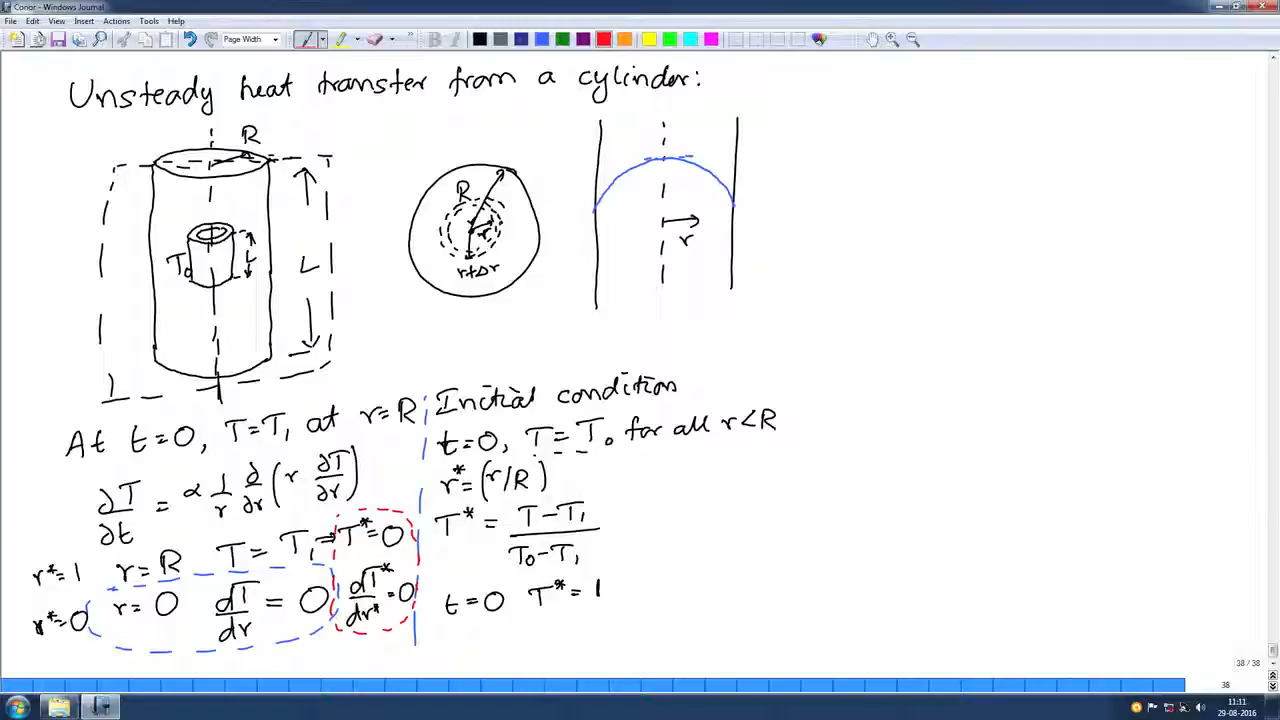 Conor - Windows Journal
File Edit View Insert Actions Tools Help
Page Width
Unsteady heat transfer from a cylinder:
R
T₀
L
L
R
r
r+Δr
r
At t=0, T=T₁ at r=R
∂T/∂t = α 1/r ∂/∂r (r ∂T/∂r)
r*=1 r=R T=T₁ ⇒ T*=0
r*=0 r=0 dT/dr = 0 dT*/dr* = 0
Initial condition
t=0, T=T₀ for all r<R
r*=(r/R)
T* = T-T₁/T₀-T₁
t=0 T*=1
38 / 38
38
11:11
29-08-2016